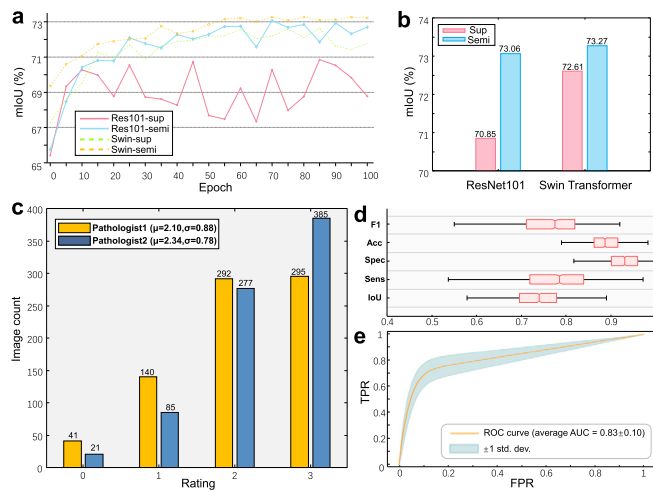 a
mIoU (%)
73
71
69
67
65
Res101-sup
Res101-semi
Swin-sup
Swin-semi
0 10 20 30 40 50 60 70 80 90 100
Epoch
b
mIoU (%)
74
73
72
71
70
Sup
Semi
70.85
73.06
72.61
73.27
ResNet101 Swin Transformer
c
Image count
400
350
300
250
200
150
100
50
0
Pathologist1 (μ=2.10,σ=0.88)
Pathologist2 (μ=2.34,σ=0.78)
41
21
140
85
292
277
295
385
0 1 2 3
Rating
d
F1
Acc
Spec
Sens
IoU
0.4 0.5 0.6 0.7 0.8 0.9
e
TPR
1
0.8
0.6
0.4
0.2
0
ROC curve (average AUC = 0.83±0.10)
±1 std. dev.
0 0.2 0.4 0.6 0.8 1
FPR